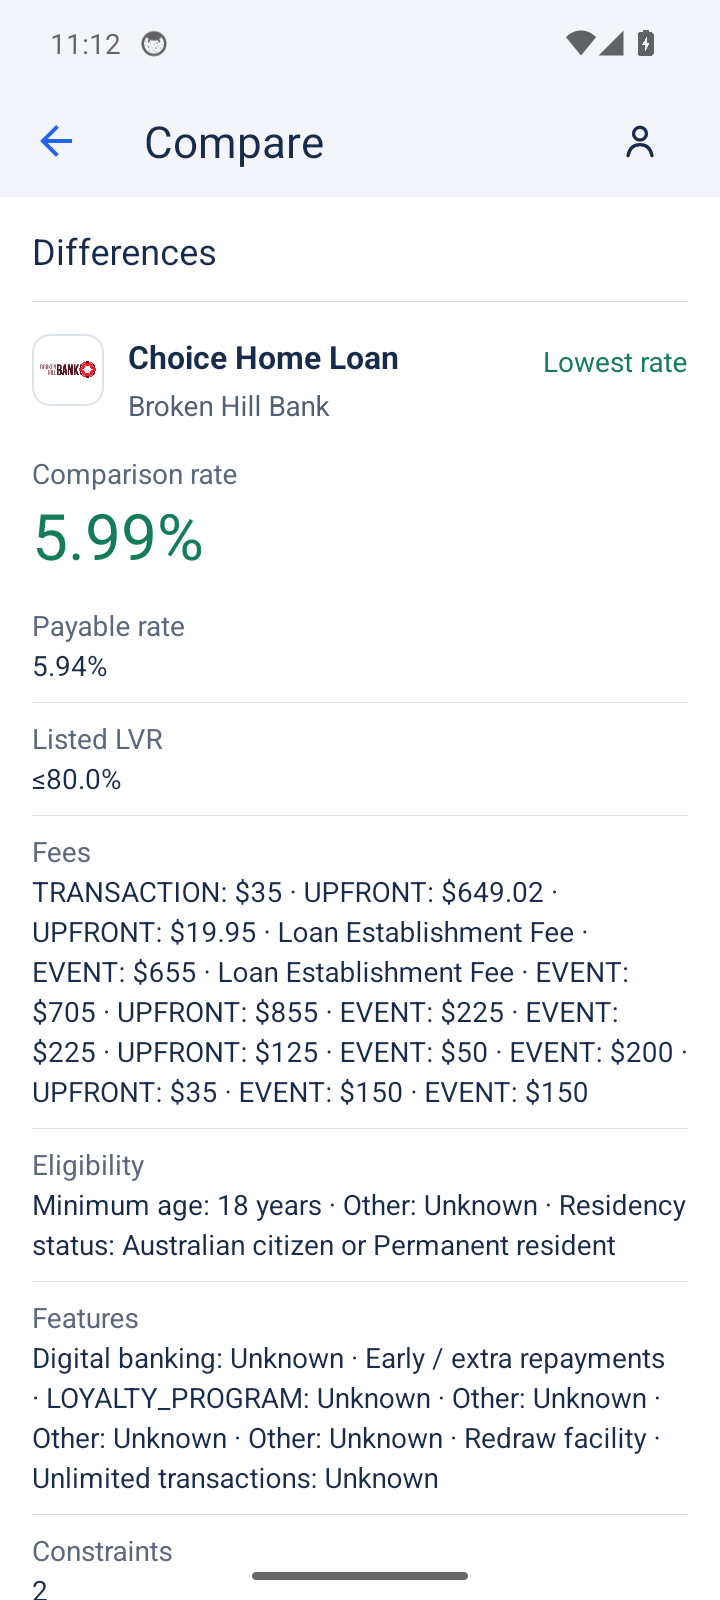 11:12
Compare
Differences
BROKEN HILL BANK
Choice Home Loan
Lowest rate
Broken Hill Bank
Comparison rate
5.99%
Payable rate
5.94%
Listed LVR
≤80.0%
Fees
TRANSACTION: $35 · UPFRONT: $649.02 ·
UPFRONT: $19.95 · Loan Establishment Fee ·
EVENT: $655 · Loan Establishment Fee · EVENT:
$705 · UPFRONT: $855 · EVENT: $225 · EVENT:
$225 · UPFRONT: $125 · EVENT: $50 · EVENT: $200 ·
UPFRONT: $35 · EVENT: $150 · EVENT: $150
Eligibility
Minimum age: 18 years · Other: Unknown · Residency
status: Australian citizen or Permanent resident
Features
Digital banking: Unknown · Early / extra repayments
· LOYALTY_PROGRAM: Unknown · Other: Unknown ·
Other: Unknown · Other: Unknown · Redraw facility ·
Unlimited transactions: Unknown
Constraints
2